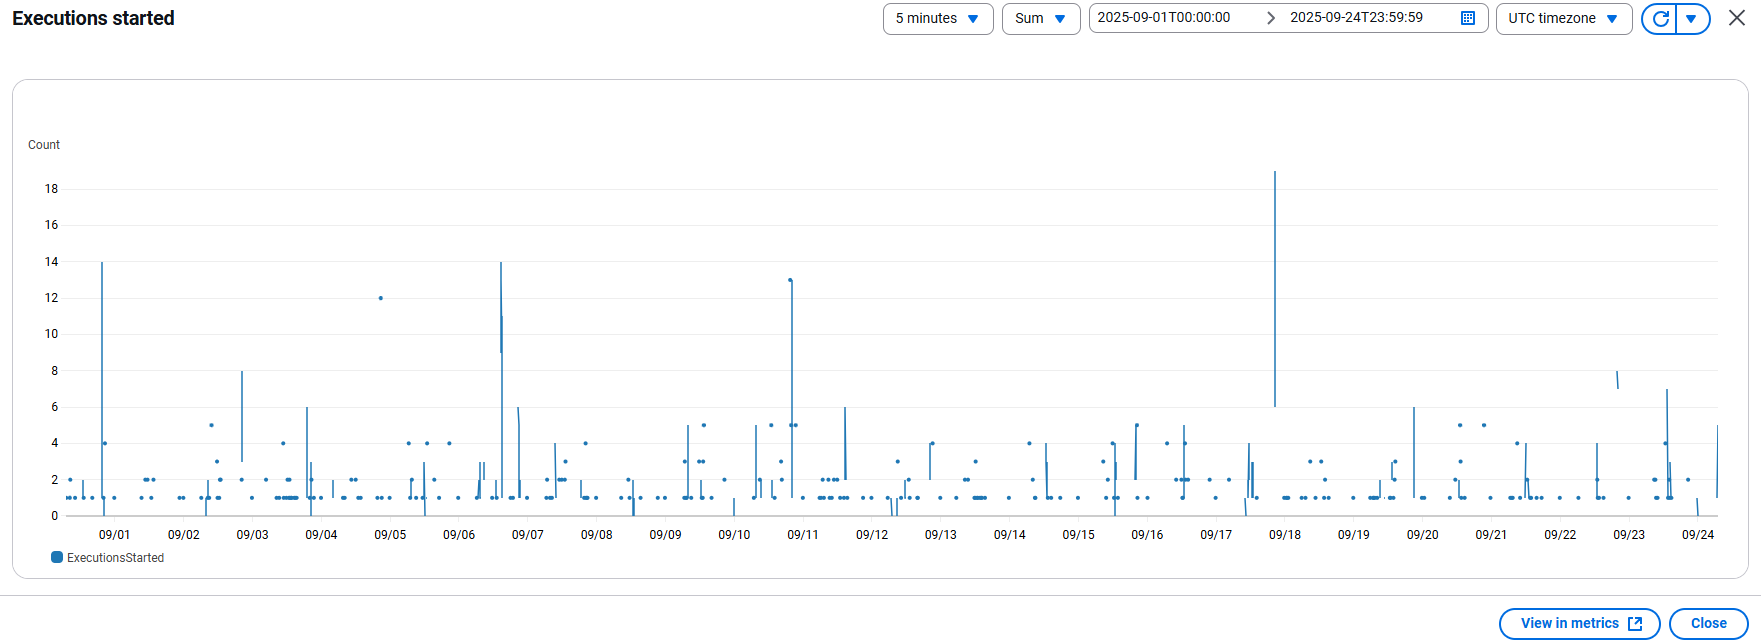 Executions started
5 minutes
Sum
2025-09-01T00:00:00
2025-09-24T23:59:59
UTC timezone
Count
18
16
14
12
10
8
6
4
2
0
09/01 09/02 09/03 09/04 09/05 09/06 09/07 09/08 09/09 09/10 09/11 09/12 09/13 09/14 09/15 09/16 09/17 09/18 09/19 09/20 09/21 09/22 09/23 09/24
ExecutionsStarted
View in metrics
Close